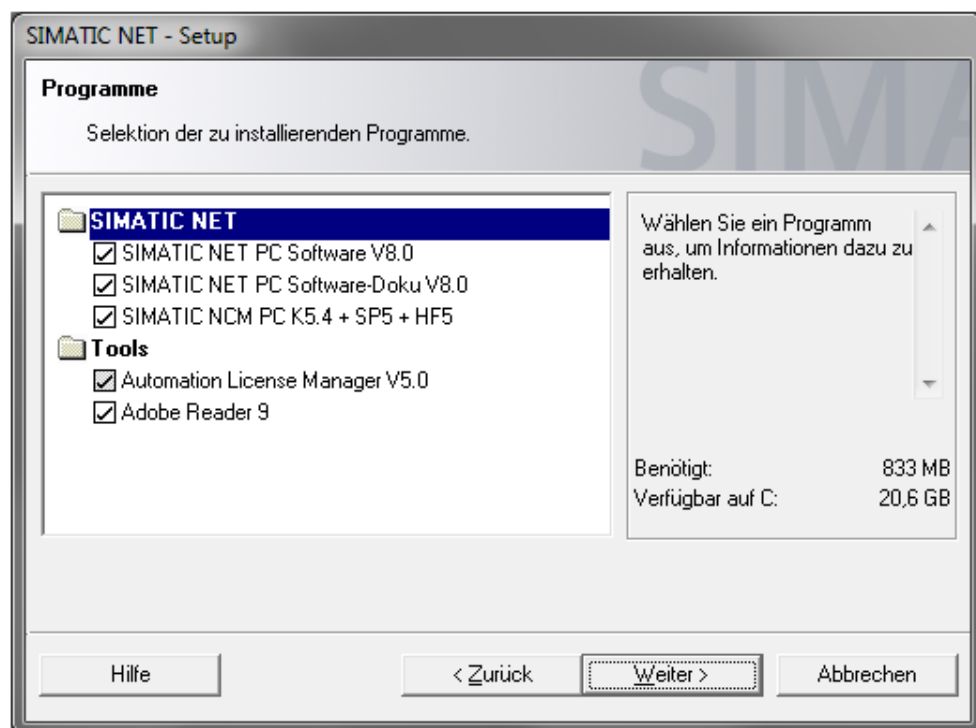 SIMATIC NET - Setup
Programme
SIMA
Selektion der zu installierenden Programme.
SIMATIC NET
SIMATIC NET PC Software V8.0
SIMATIC NET PC Software-Doku V8.0
SIMATIC NCM PC K5.4 + SP5 + HF5
Tools
Automation License Manager V5.0
Adobe Reader 9
Wählen Sie ein Programm
aus, um Informationen dazu zu
erhalten.
Benötigt: 833 MB
Verfügbar auf C: 20,6 GB
Hilfe
< Zurück
Weiter >
Abbrechen